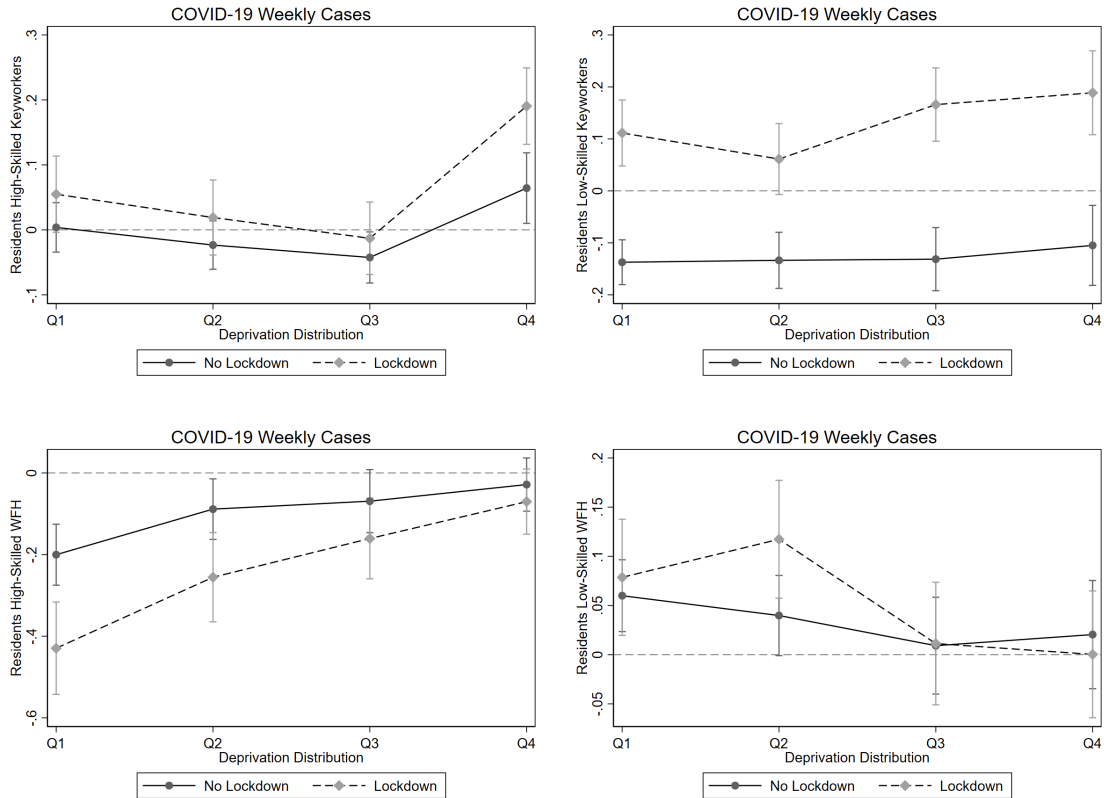 COVID-19 Weekly Cases
Residents High-Skilled Keyworkers
.3
.2
.1
0
-.1
Q1 Q2 Q3 Q4
Deprivation Distribution
No Lockdown Lockdown
COVID-19 Weekly Cases
Residents Low-Skilled Keyworkers
.3
.2
.1
0
-.1
-.2
Q1 Q2 Q3 Q4
Deprivation Distribution
No Lockdown Lockdown
COVID-19 Weekly Cases
Residents High-Skilled WFH
0
-.2
-.4
-.6
Q1 Q2 Q3 Q4
Deprivation Distribution
No Lockdown Lockdown
COVID-19 Weekly Cases
Residents Low-Skilled WFH
.2
.15
.1
.05
0
-.05
Q1 Q2 Q3 Q4
Deprivation Distribution
No Lockdown Lockdown